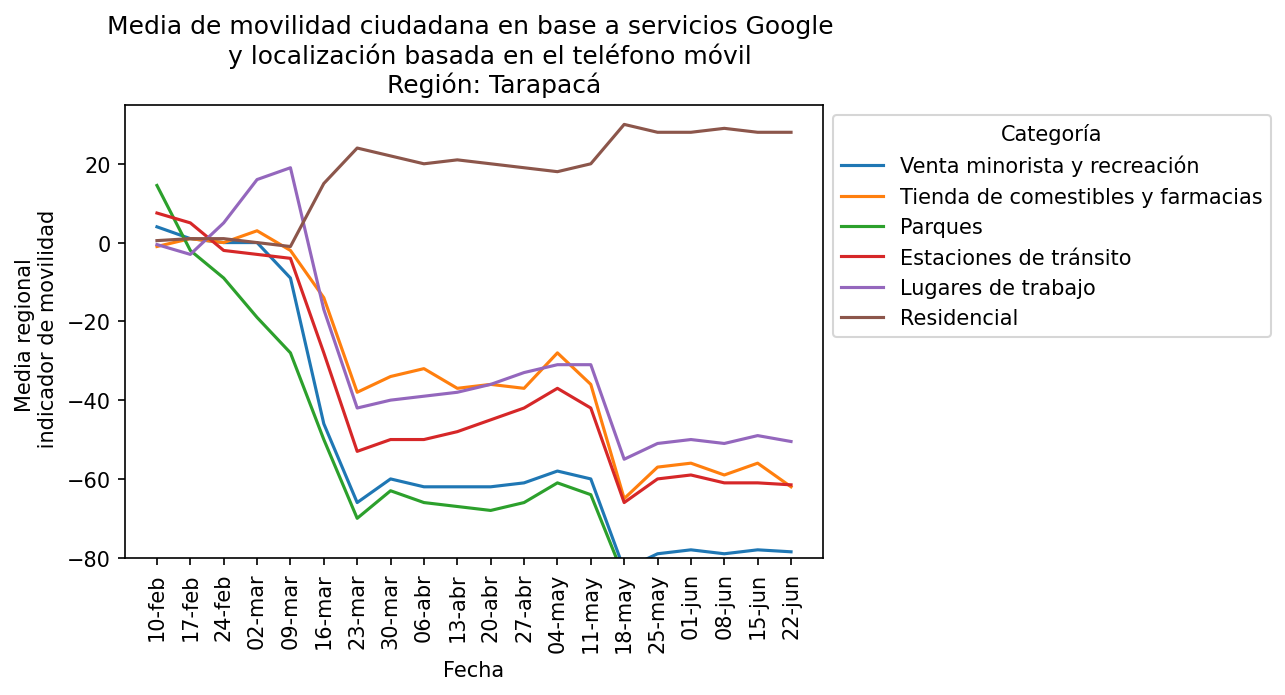 Media de movilidad ciudadana en base a servicios Google
y localización basada en el teléfono móvil
Región: Tarapacá
Media regional
indicador de movilidad
20
0
−20
−40
−60
−80
10-feb
17-feb
24-feb
02-mar
09-mar
16-mar
23-mar
30-mar
06-abr
13-abr
20-abr
27-abr
04-may
11-may
18-may
25-may
01-jun
08-jun
15-jun
22-jun
Fecha
Categoría
Venta minorista y recreación
Tienda de comestibles y farmacias
Parques
Estaciones de tránsito
Lugares de trabajo
Residencial